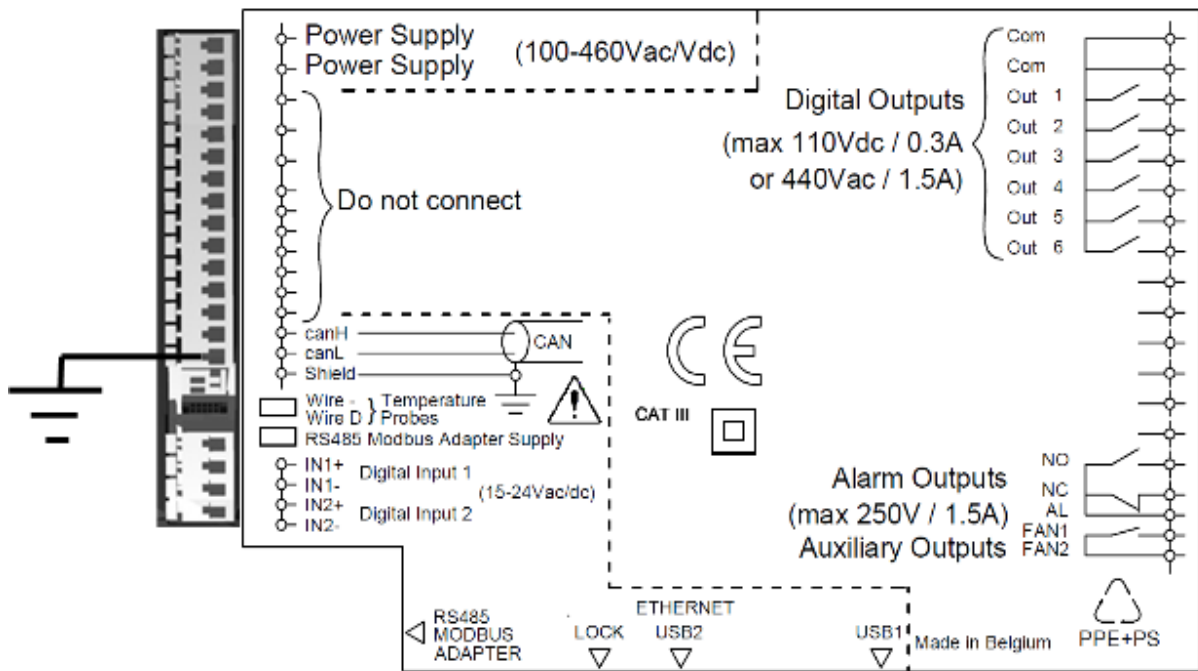 Power Supply
Power Supply
(100-460Vac/Vdc)
Do not connect
canH
canL
Shield
CAN
Wire -
Wire D
Temperature
Probes
RS485 Modbus Adapter Supply
IN1+
IN1-
IN2+
IN2-
Digital Input 1
(15-24Vac/dc)
Digital Input 2
Com
Com
Out 1
Out 2
Out 3
Out 4
Out 5
Out 6
Digital Outputs
(max 110Vdc / 0.3A
or 440Vac / 1.5A)
CE
CAT III
NO
NC
AL
FAN1
FAN2
Alarm Outputs
(max 250V / 1.5A)
Auxiliary Outputs
RS485
MODBUS
ADAPTER
LOCK
ETHERNET
USB2
USB1
Made in Belgium
PPE+PS